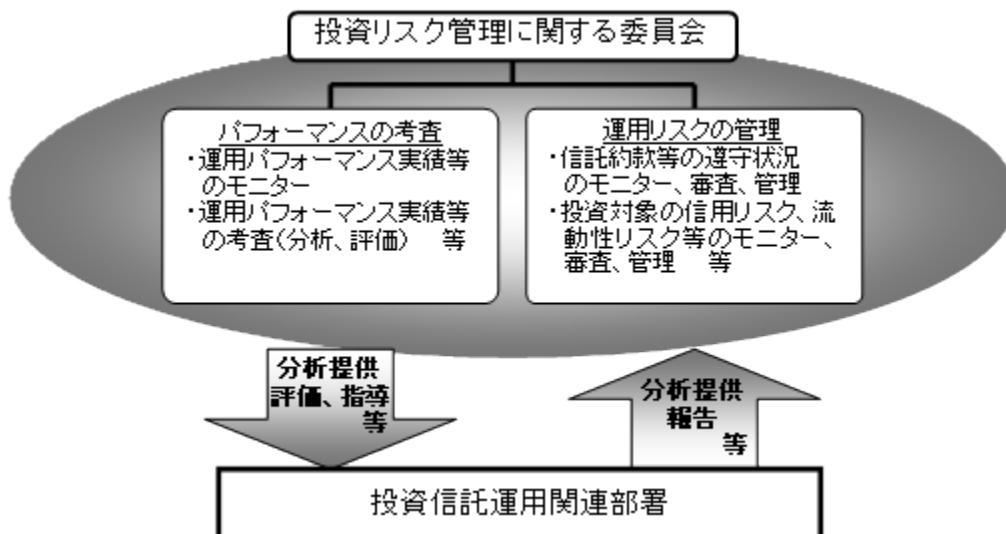 投資リスク管理に関する委員会
パフォーマンスの考査
・運用パフォーマンス実績等
のモニター
・運用パフォーマンス実績等
の考査(分析、評価)　等
運用リスクの管理
・信託約款等の遵守状況
のモニター、審査、管理
・投資対象の信用リスク、流
動性リスク等のモニター、
審査、管理　等
分析提供
評価、指導
等
分析提供
報告
等
投資信託運用関連部署